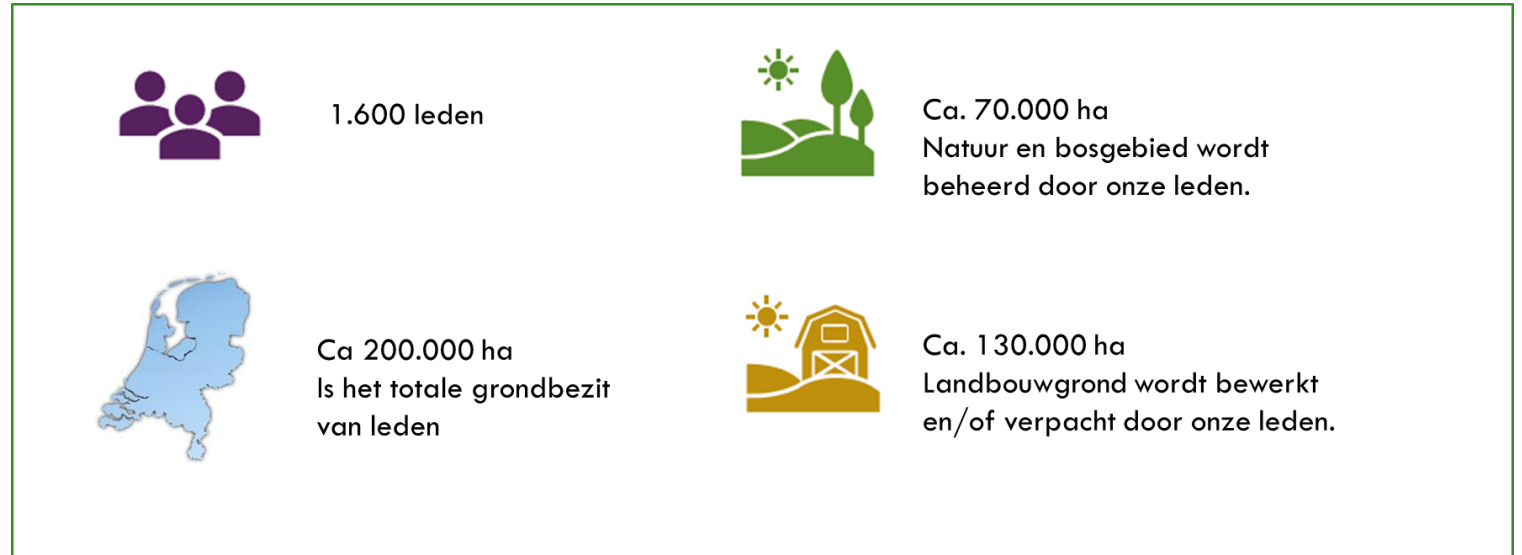 1.600 leden
Ca. 70.000 ha
Natuur en bosgebied wordt
beheerd door onze leden.
Ca 200.000 ha
Is het totale grondbezit
van leden
Ca. 130.000 ha
Landbouwgrond wordt bewerkt
en/of verpacht door onze leden.